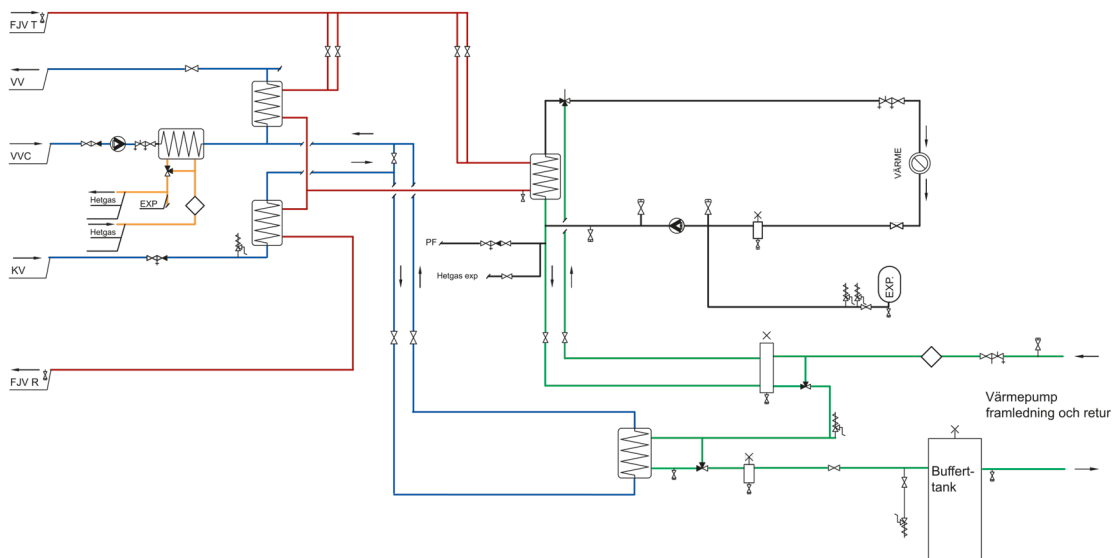 FJV T
VV
VVC
Hetgas
EXP
Hetgas
KV
FJV R
PF
Hetgas exp
VÄRME
EXP.
Värmepump
framledning och retur
Buffert-
tank